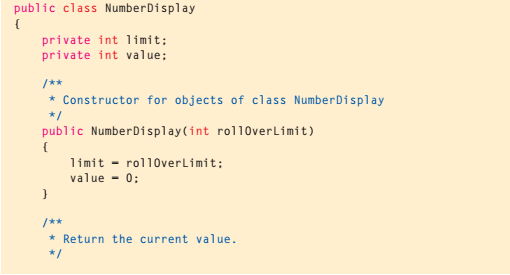 public class NumberDisplay
{
    private int limit;
    private int value;

    /**
     * Constructor for objects of class NumberDisplay
     */
    public NumberDisplay(int rollOverLimit)
    {
        limit = rollOverLimit;
        value = 0;
    }

    /**
     * Return the current value.
     */